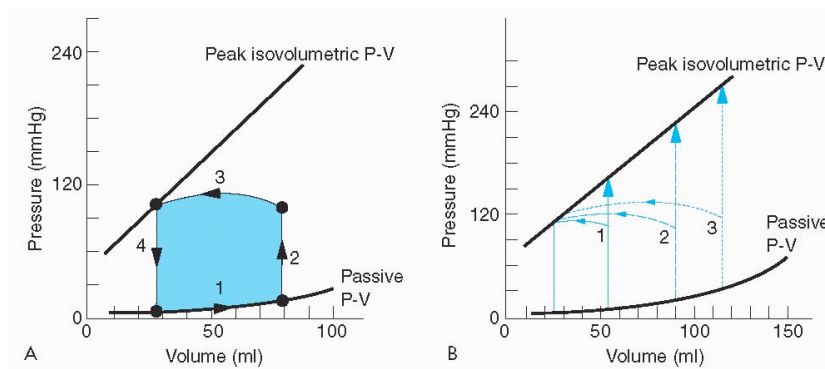 240
120
0
Pressure (mmHg)
Peak isovolumetric P-V
3
4
2
1
Passive
P-V
0
50
100
Volume (ml)
A
240
120
0
Pressure (mmHg)
Peak isovolumetric P-V
1
2
3
Passive
P-V
0
50
100
150
Volume (ml)
B